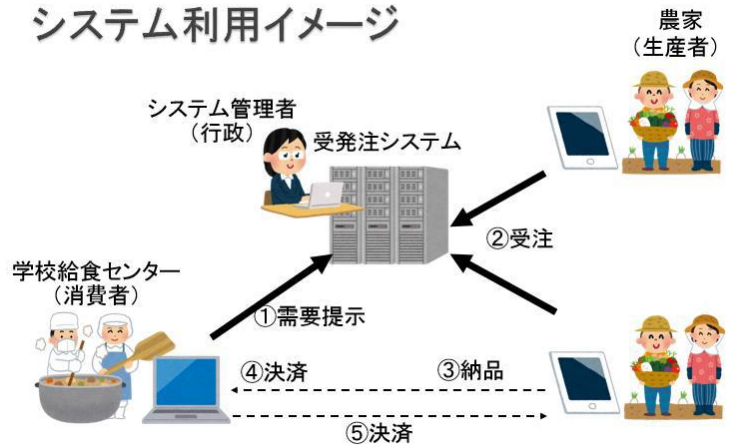 システム利用イメージ
農家
（生産者）
システム管理者
（行政）
受発注システム
②受注
学校給食センター
（消費者）
①需要提示
④決済
③納品
⑤決済